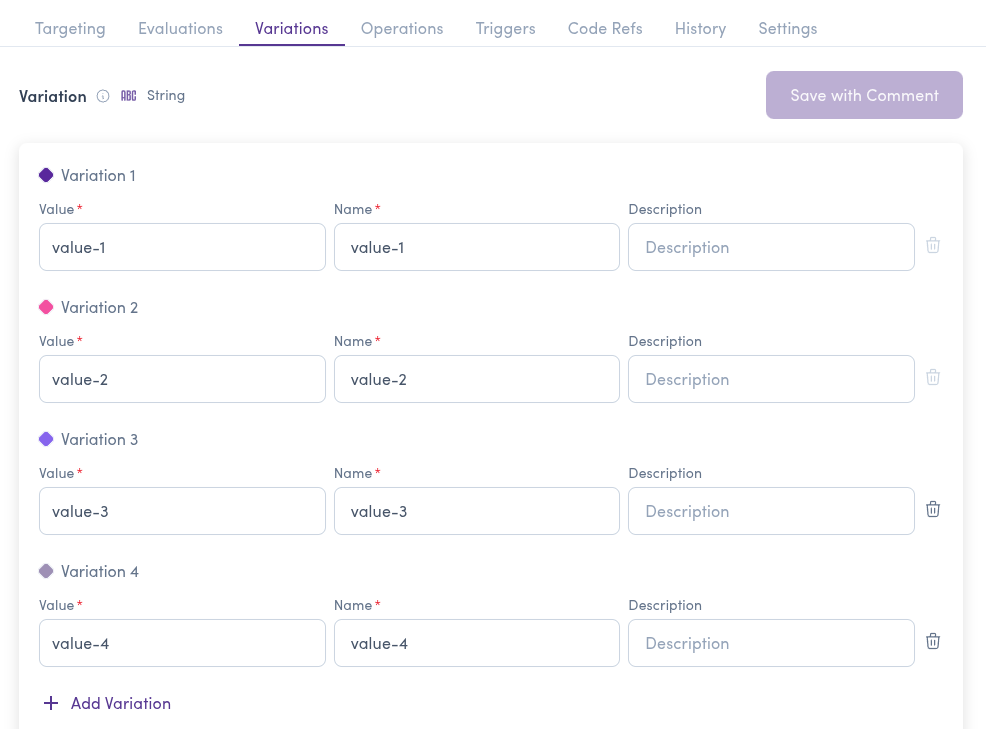 Targeting Evaluations Variations Operations Triggers Code Refs History Settings
Variation ABC String Save with Comment
Variation 1
Value* Name* Description
value-1 value-1 Description
Variation 2
Value* Name* Description
value-2 value-2 Description
Variation 3
Value* Name* Description
value-3 value-3 Description
Variation 4
Value* Name* Description
value-4 value-4 Description
+ Add Variation